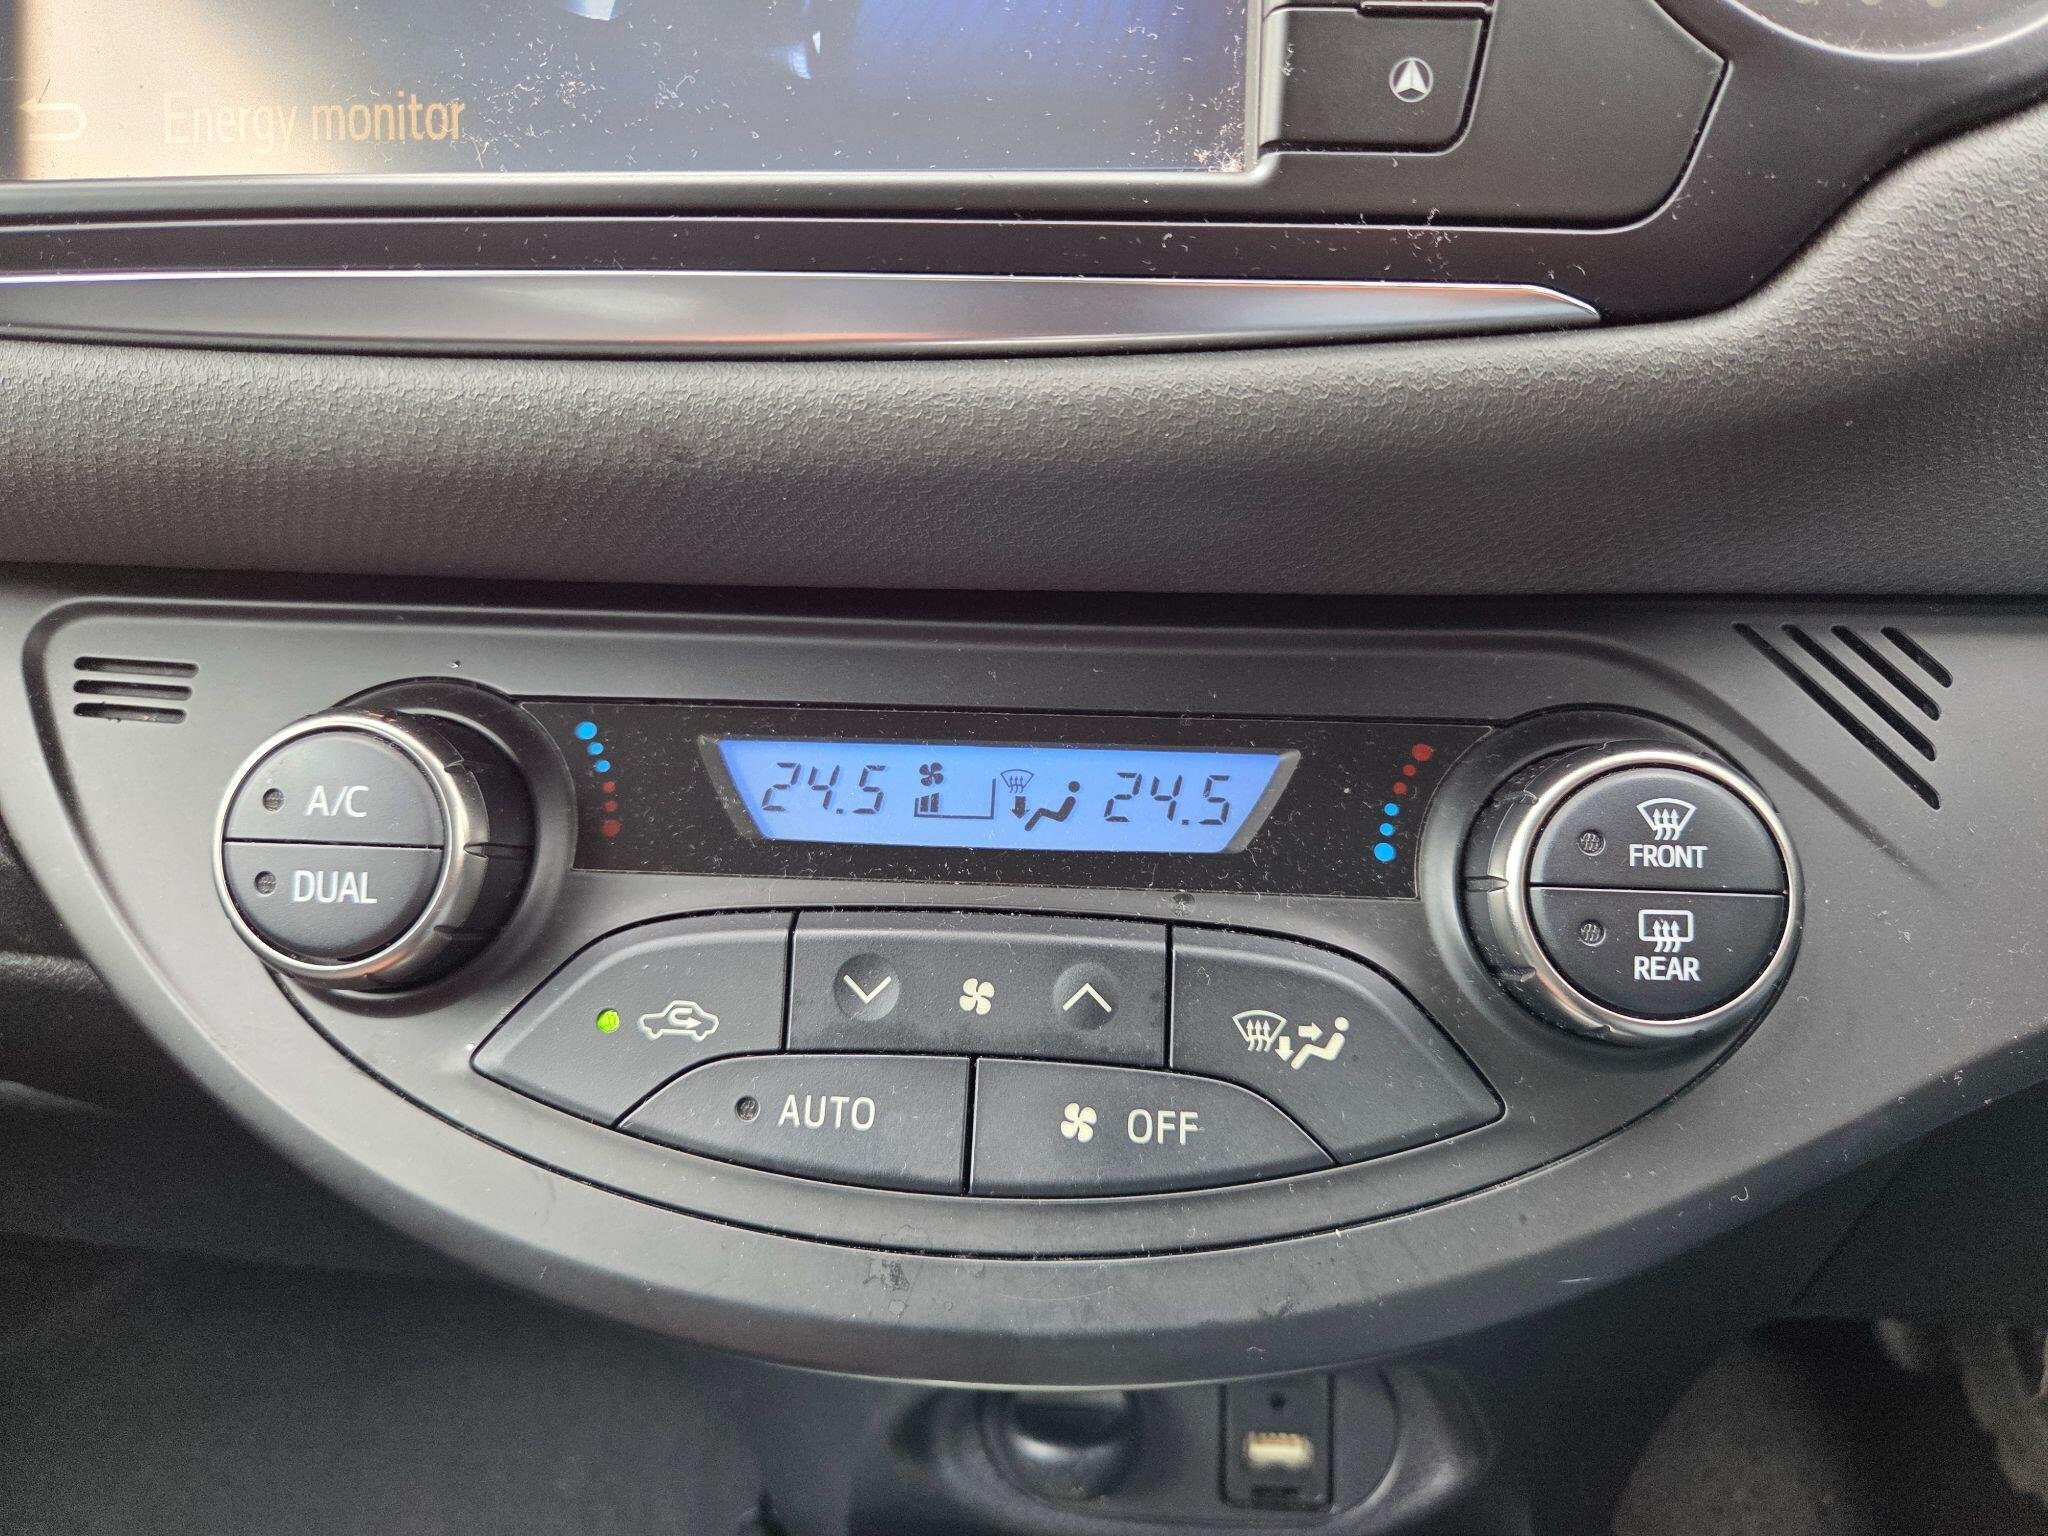 Energy monitor
24.5 24.5
A/C
DUAL
FRONT
REAR
AUTO
OFF